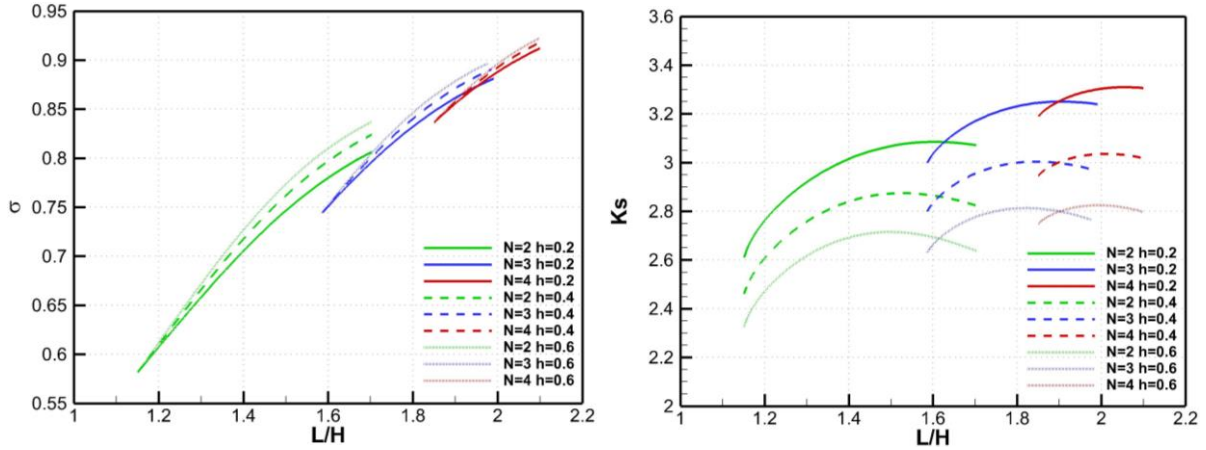 0.95
0.9
0.85
0.8
0.75
0.7
0.65
0.6
0.55
σ
1
1.2
1.4
1.6
1.8
2
2.2
L/H
N=2 h=0.2
N=3 h=0.2
N=4 h=0.2
N=2 h=0.4
N=3 h=0.4
N=4 h=0.4
N=2 h=0.6
N=3 h=0.6
N=4 h=0.6
3.6
3.4
3.2
3
2.8
2.6
2.4
2.2
2
Ks
1
1.2
1.4
1.6
1.8
2
2.2
L/H
N=2 h=0.2
N=3 h=0.2
N=4 h=0.2
N=2 h=0.4
N=3 h=0.4
N=4 h=0.4
N=2 h=0.6
N=3 h=0.6
N=4 h=0.6